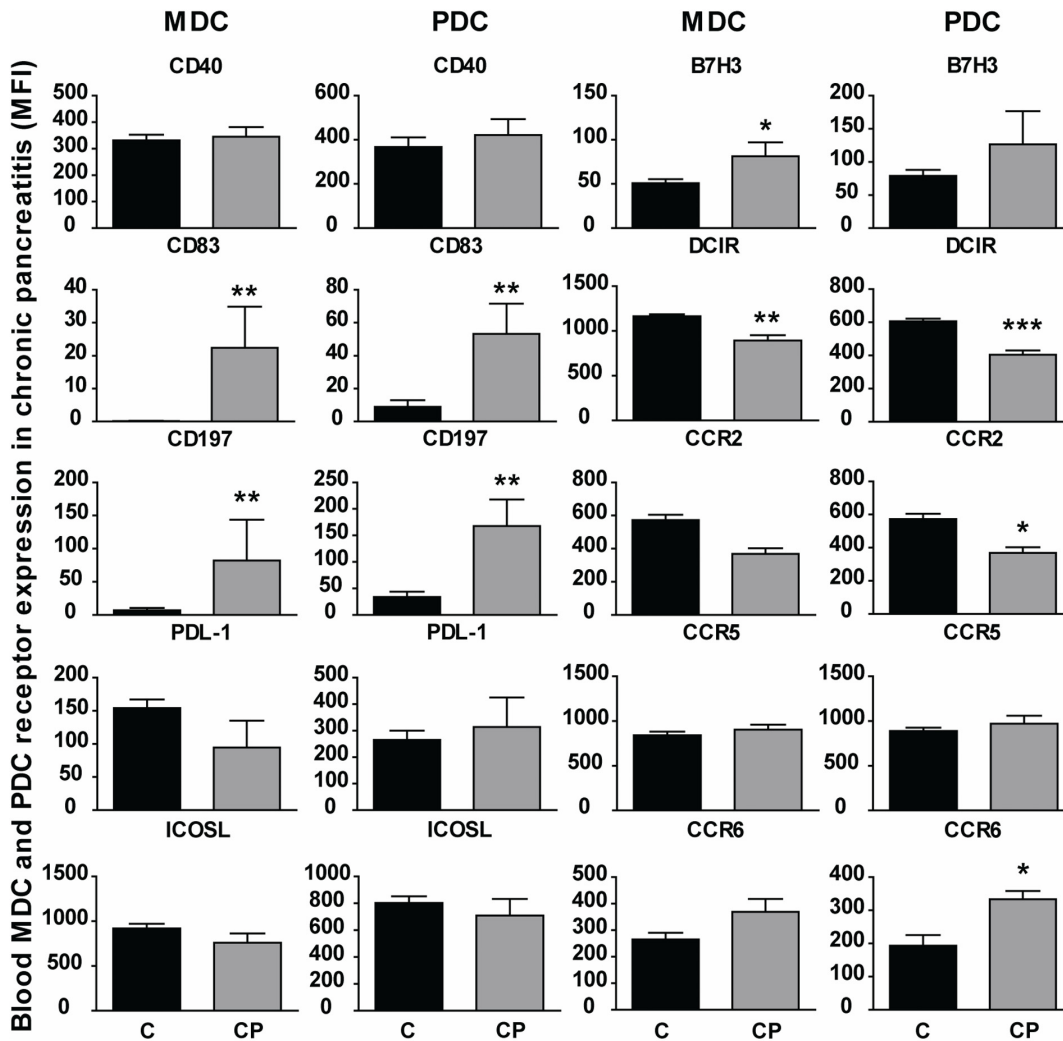 Blood MDC and PDC receptor expression in chronic pancreatitis (MFI)
MDC PDC MDC PDC
CD40 CD40 B7H3 B7H3
500 400 300 200 100 0
600 400 200 0
150 100 50 0 *
200 150 100 50 0
CD83 CD83 DCIR DCIR
40 30 20 10 0 **
80 60 40 20 0 **
1500 1000 500 0 **
800 600 400 200 0 ***
CD197 CD197 CCR2 CCR2
200 150 100 50 0 **
250 200 150 100 50 0 **
800 600 400 200 0
800 600 400 200 0 *
PDL-1 PDL-1 CCR5 CCR5
200 150 100 50 0
500 400 300 200 100 0
1500 1000 500 0
1500 1000 500 0
ICOSL ICOSL CCR6 CCR6
1500 1000 500 0
1000 800 600 400 200 0
500 400 300 200 100 0
400 300 200 100 0 *
C CP C CP C CP C CP